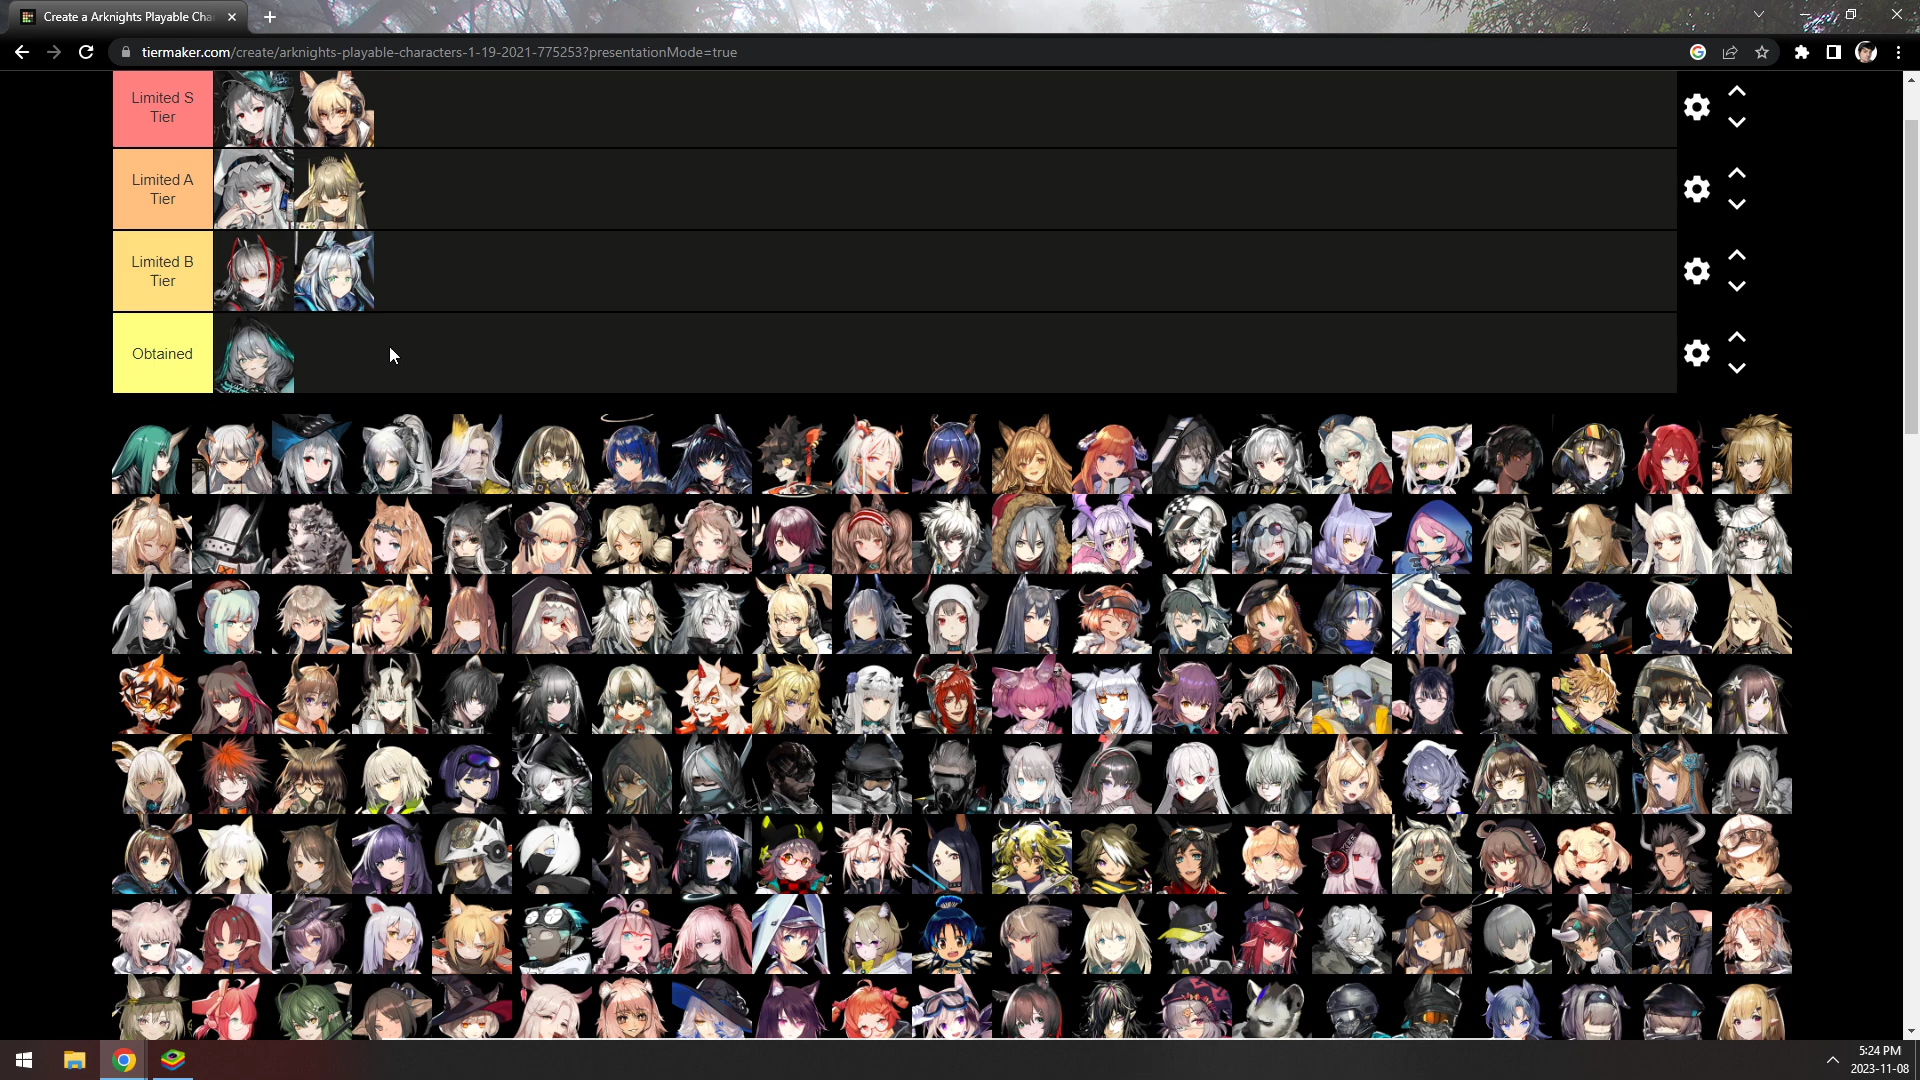 Create a Arknights Playable Cha
tiermaker.com/create/arknights-playable-characters-1-19-2021-775253?presentationMode=true
Limited S
Tier
Limited A
Tier
Limited B
Tier
Obtained
5:24 PM
2023-11-08